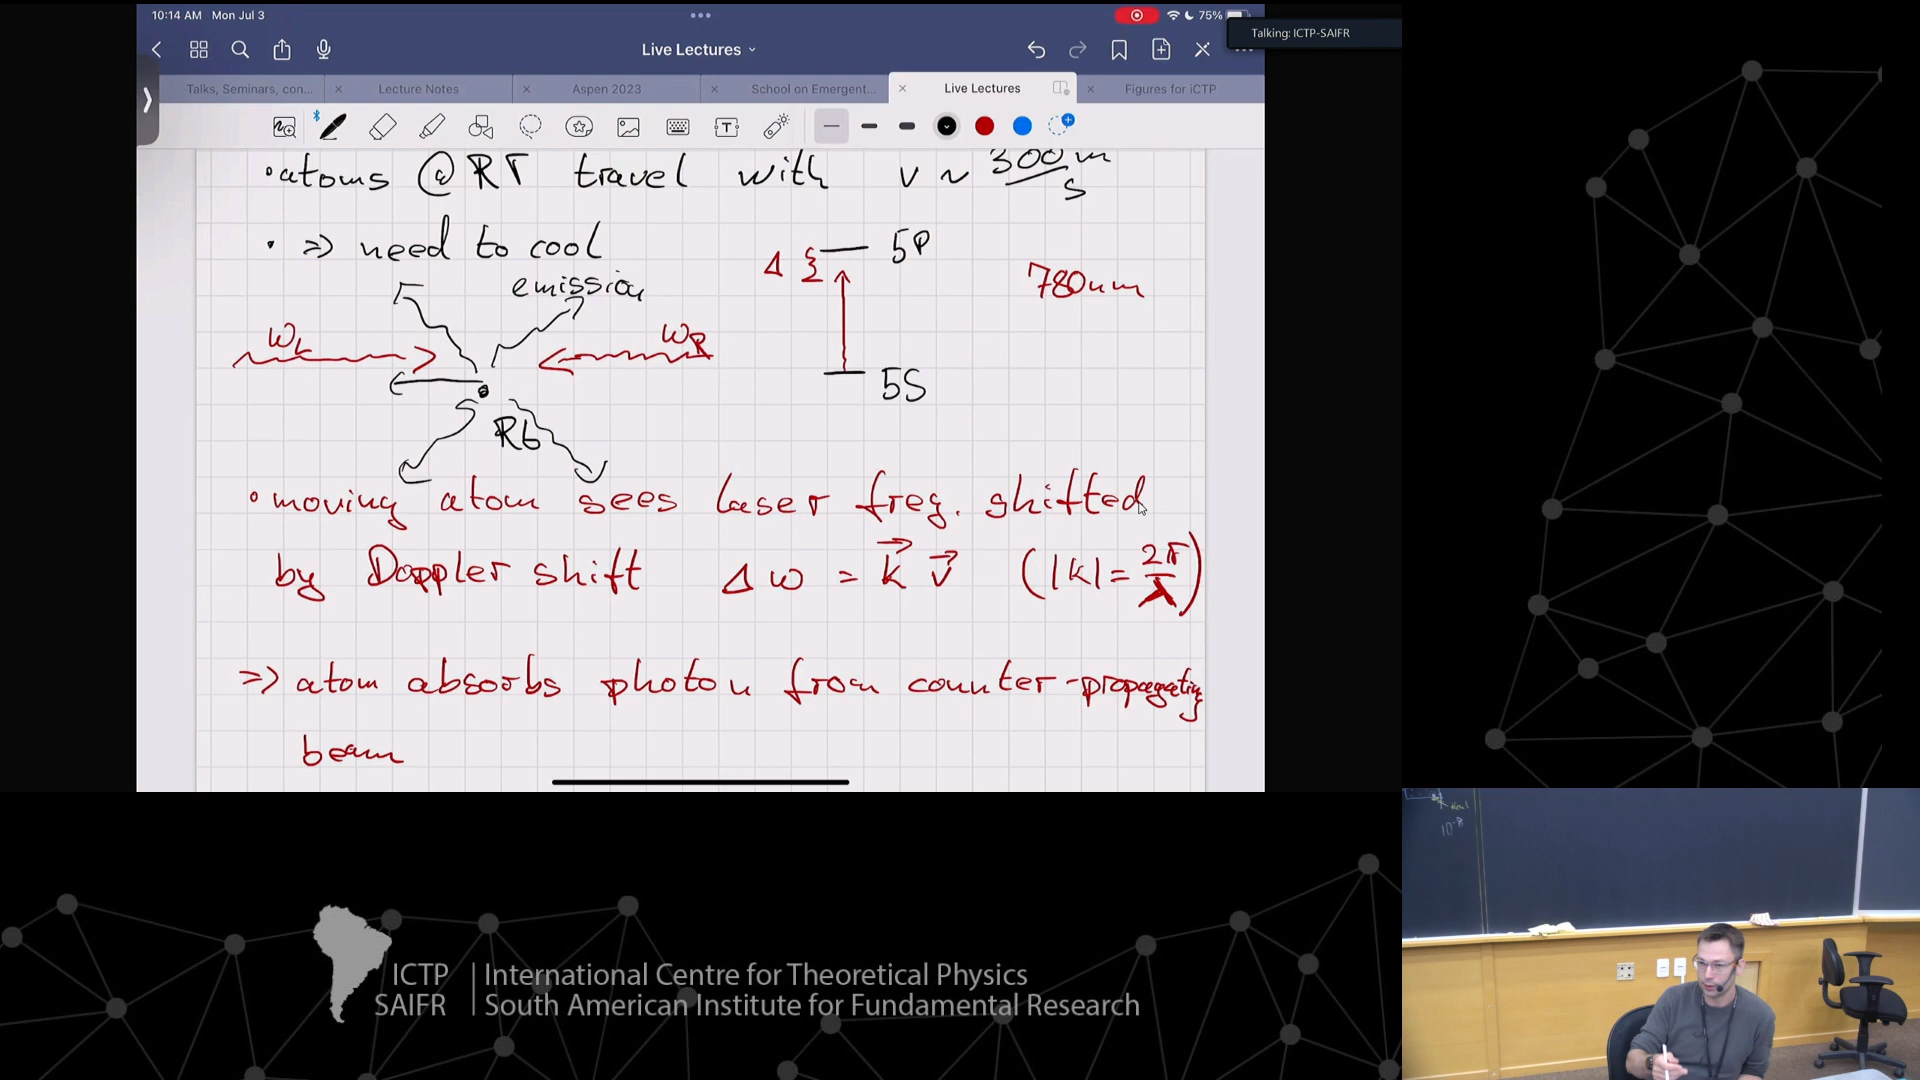 10:14 AM Mon Jul 3
75%
Talking: ICTP-SAIFR
Live Lectures
Talks, Seminars, con...
Lecture Notes
Aspen 2023
School on Emergent...
Live Lectures
Figures for iCTP
• atoms @RT travel with v ~ 300 m/s
• => need to cool
5P
Δ
780nm
emission
ω_L
ω_R
5S
Rb
• moving atom sees laser freq. shifted
by Doppler shift Δω = k⃗ v⃗ (|k| = 2π/λ)
=> atom absorbs photon from counter-propagating
beam
ICTP | International Centre for Theoretical Physics
SAIFR | South American Institute for Fundamental Research